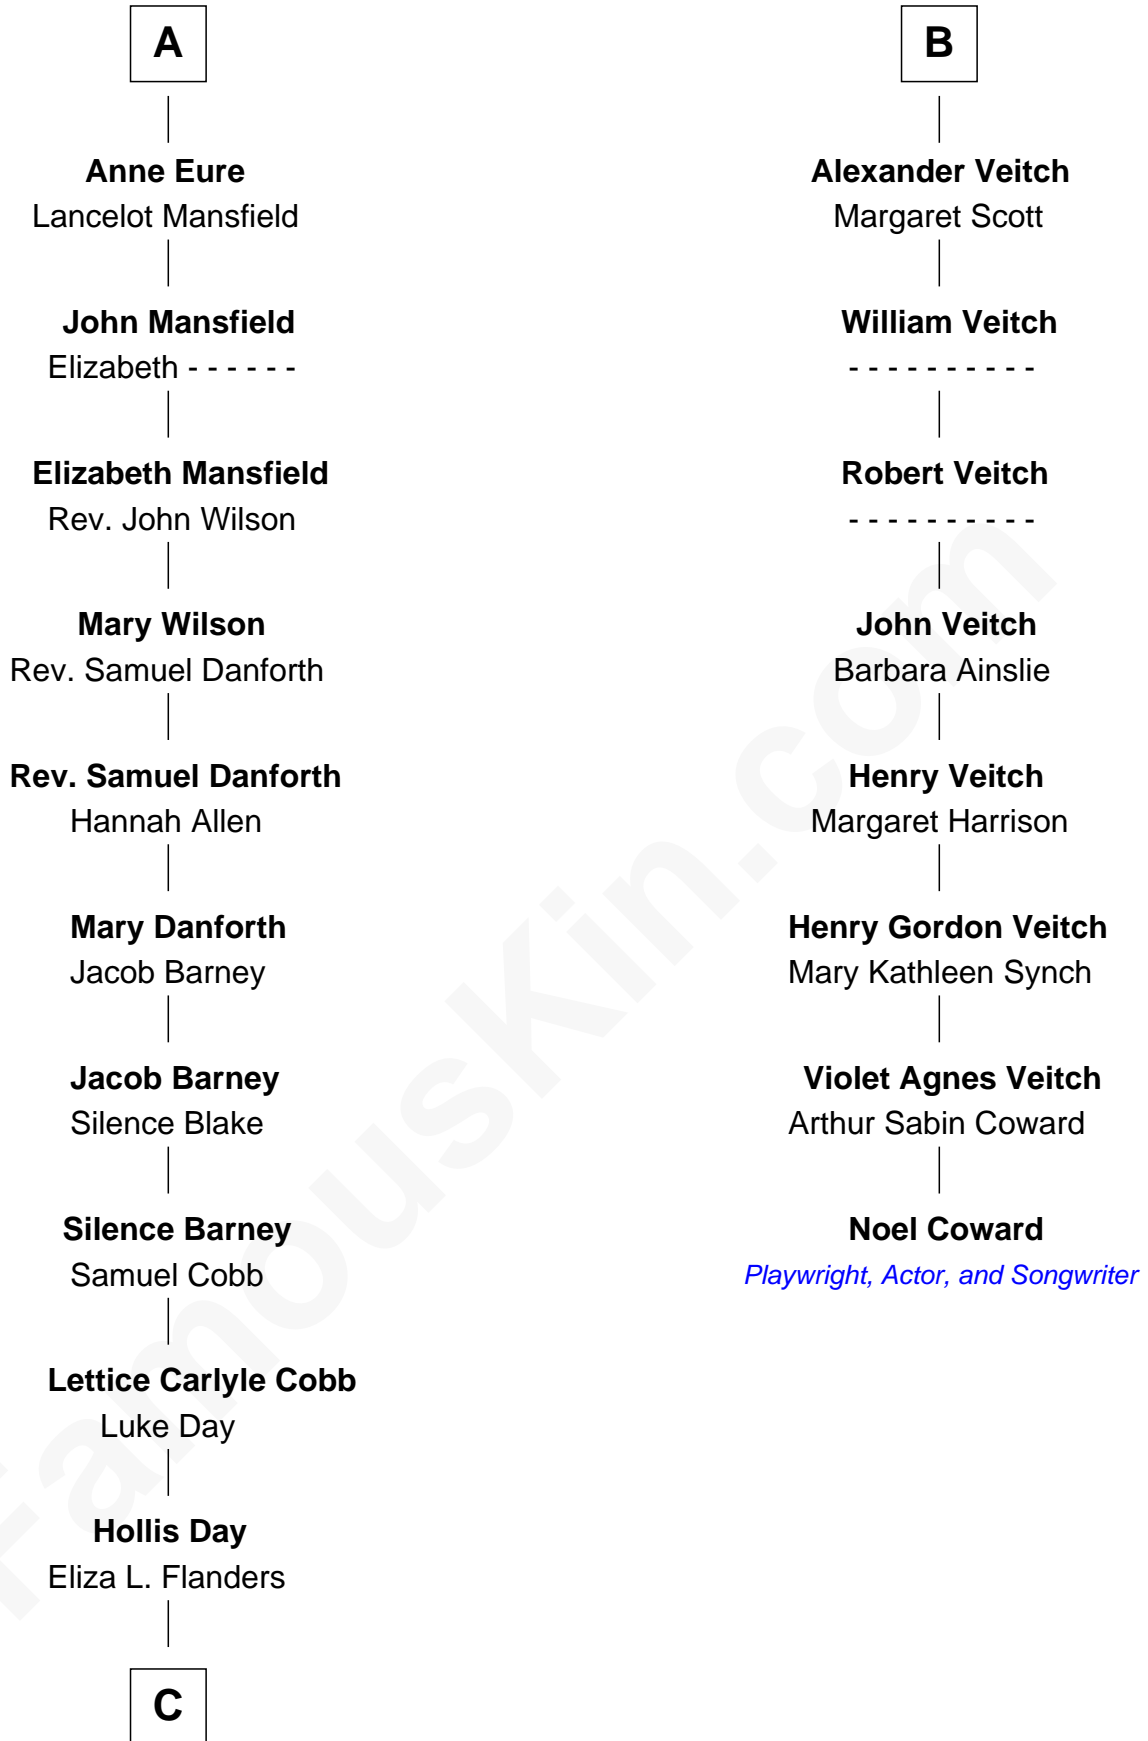 A
Anne Eure
Lancelot Mansfield
John Mansfield
Elizabeth - - - - - -
Elizabeth Mansfield
Rev. John Wilson
Mary Wilson
Rev. Samuel Danforth
Rev. Samuel Danforth
Hannah Allen
Mary Danforth
Jacob Barney
Jacob Barney
Silence Blake
Silence Barney
Samuel Cobb
Lettice Carlyle Cobb
Luke Day
Hollis Day
Eliza L. Flanders
C
B
Alexander Veitch
Margaret Scott
William Veitch
- - - - - - - - - -
Robert Veitch
- - - - - - - - - -
John Veitch
Barbara Ainslie
Henry Veitch
Margaret Harrison
Henry Gordon Veitch
Mary Kathleen Synch
Violet Agnes Veitch
Arthur Sabin Coward
Noel Coward
Playwright, Actor, and Songwriter
FamousKin.com